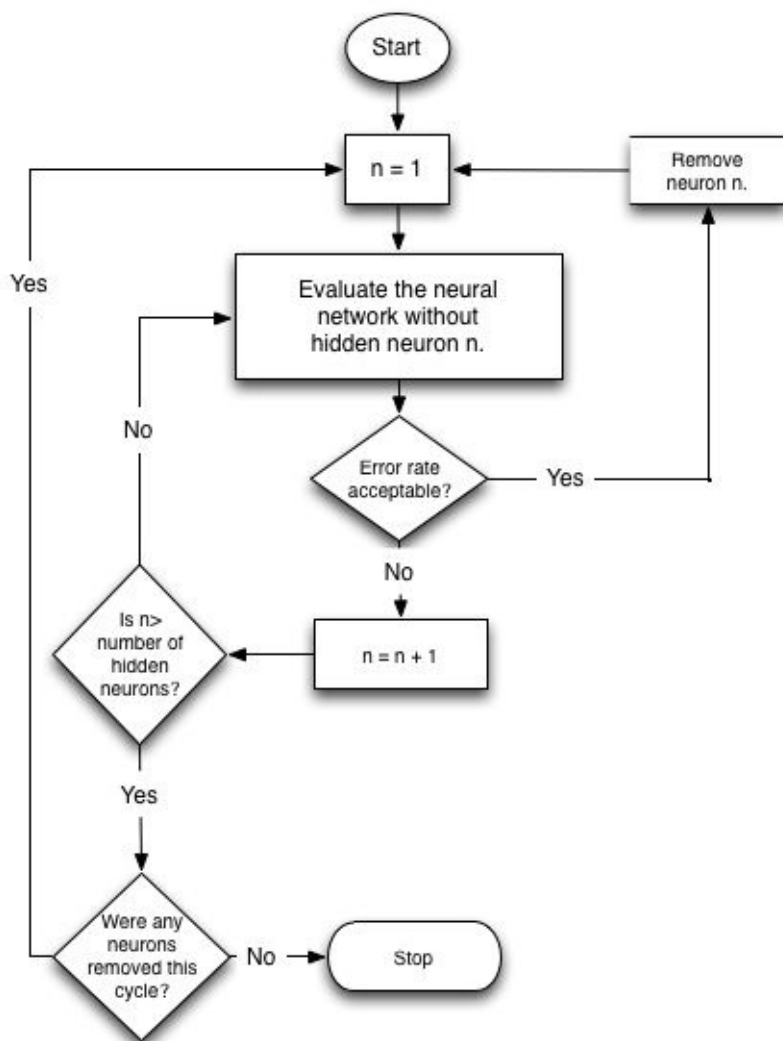 Start
n = 1
Remove
neuron n.
Evaluate the neural
network without
hidden neuron n.
Yes
No
Error rate
acceptable?
Yes
No
Is n>
number of
hidden
neurons?
n = n + 1
Yes
Were any
neurons
removed this
cycle?
No
Stop